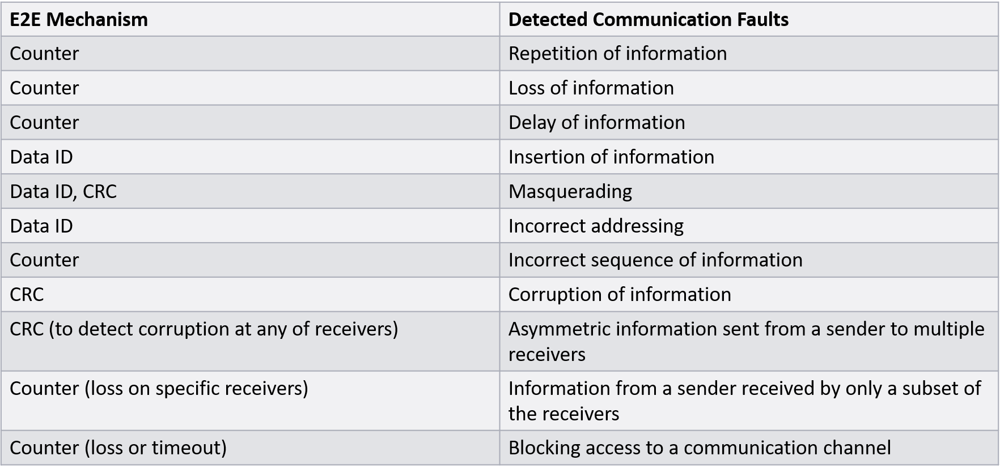 E2E Mechanism
Detected Communication Faults
Counter
Repetition of information
Counter
Loss of information
Counter
Delay of information
Data ID
Insertion of information
Data ID, CRC
Masquerading
Data ID
Incorrect addressing
Counter
Incorrect sequence of information
CRC
Corruption of information
CRC (to detect corruption at any of receivers)
Asymmetric information sent from a sender to multiple
receivers
Counter (loss on specific receivers)
Information from a sender received by only a subset of
the receivers
Counter (loss or timeout)
Blocking access to a communication channel